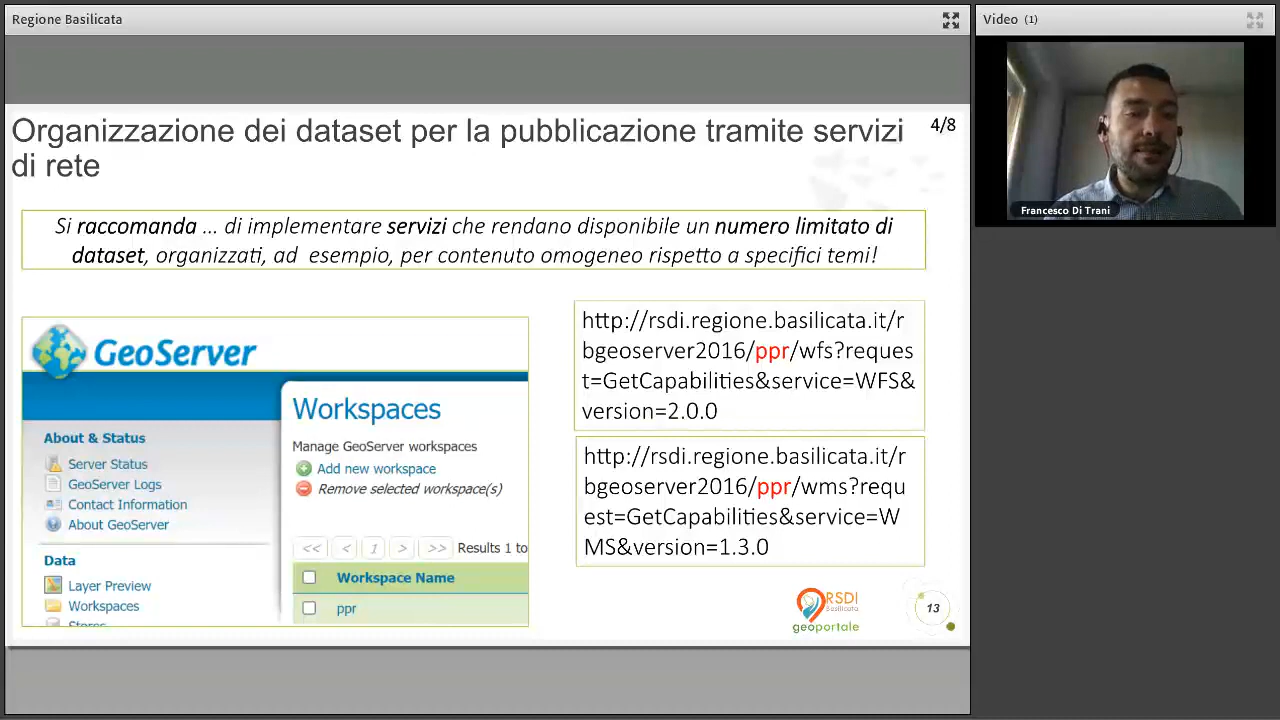 Regione Basilicata
Video (1)
Francesco Di Trani
Organizzazione dei dataset per la pubblicazione tramite servizi
di rete
4/8
Si raccomanda ... di implementare servizi che rendano disponibile un numero limitato di
dataset, organizzati, ad esempio, per contenuto omogeneo rispetto a specifici temi!
GeoServer
About & Status
Server Status
GeoServer Logs
Contact Information
About GeoServer
Data
Layer Preview
Workspaces
Stores
Workspaces
Manage GeoServer workspaces
Add new workspace
Remove selected workspace(s)
<< < 1 > >> Results 1 to
Workspace Name
ppr
http://rsdi.regione.basilicata.it/r
bgeoserver2016/ppr/wfs?reques
t=GetCapabilities&service=WFS&
version=2.0.0
http://rsdi.regione.basilicata.it/r
bgeoserver2016/ppr/wms?requ
est=GetCapabilities&service=W
MS&version=1.3.0
RSDI
Basilicata
geoportale
13